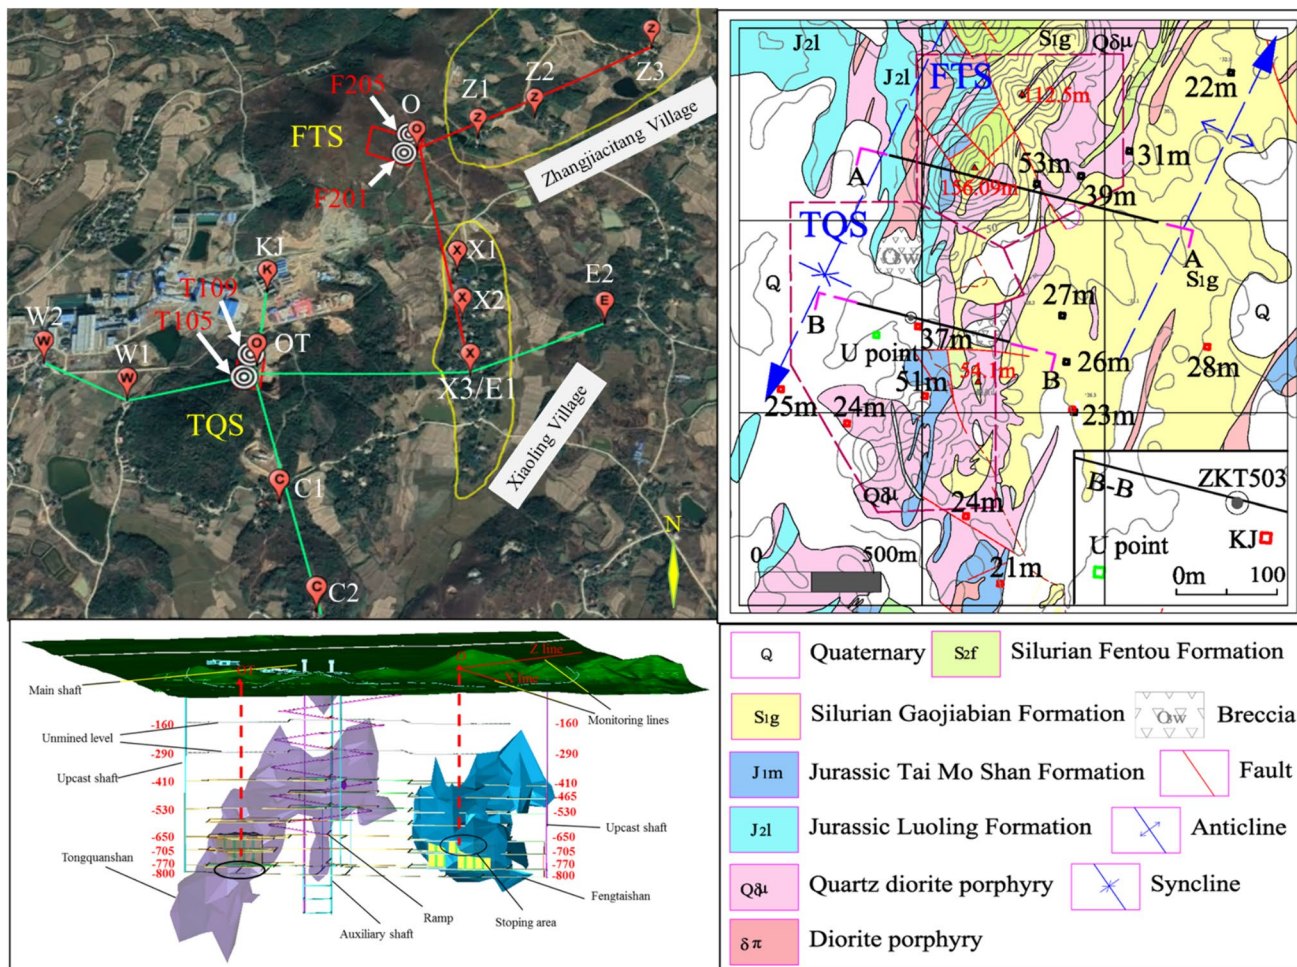 F205
O
FTS
F201
Z1
Z2
Z3
Zhangjiacitang Village
KJ
T109
T105
OT
W2
W1
TQS
X1
X2
X3/E1
E2
Xiaoling Village
C1
C2
N
J2l
J2l
S1g
Qδμ
FTS
112.5m
22m
31m
53m
39m
A
156.09m
TQS
Q3w
A
S1g
Q
Q
27m
B
37m
U point
26m
28m
54.1m
B
51m
25m
24m
23m
Qδμ
24m
21m
0
500m
B-B
ZKT503
KJ
U point
0m
100
OT
O
Z line
X line
Main shaft
Monitoring lines
Unmined level
Upcast shaft
-160
-290
-410
-530
-650
-705
-770
-800
-160
-290
-410
-465
-530
-650
-705
-770
-800
Upcast shaft
Tongquanshan
Ramp
Auxiliary shaft
Stoping area
Fengtaishan
Q Quaternary
S2f Silurian Fentou Formation
S1g Silurian Gaojiabian Formation
Q3w Breccia
J1m Jurassic Tai Mo Shan Formation
Fault
J2l Jurassic Luoling Formation
Anticline
Qδμ Quartz diorite porphyry
Syncline
δπ Diorite porphyry